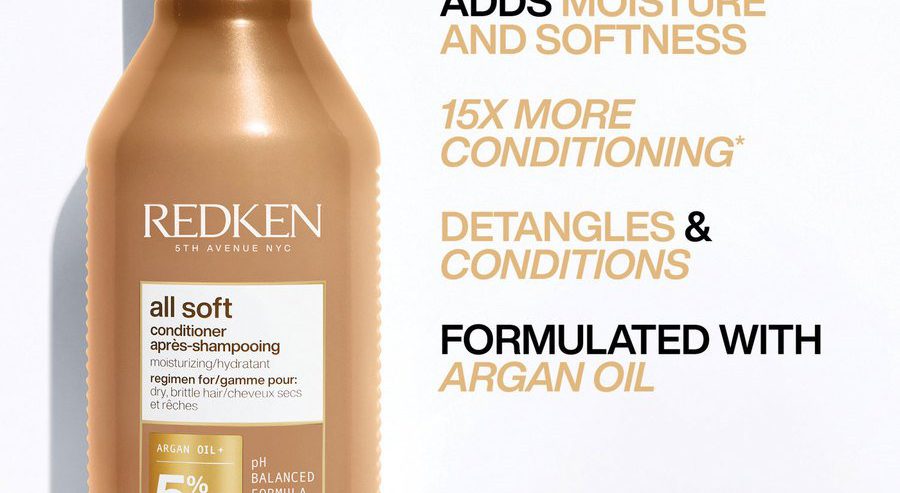 REDKEN
5TH AVENUE NYC
all soft
conditioner
après-shampooing
moisturizing/hydratant
regimen for/gamme pour:
dry, brittle hair/cheveux secs
et rêches
ARGAN OIL+
5%
pH
BALANCED
FORMULA
ADDS MOISTURE
AND SOFTNESS
15X MORE
CONDITIONING*
DETANGLES &
CONDITIONS
FORMULATED WITH
ARGAN OIL